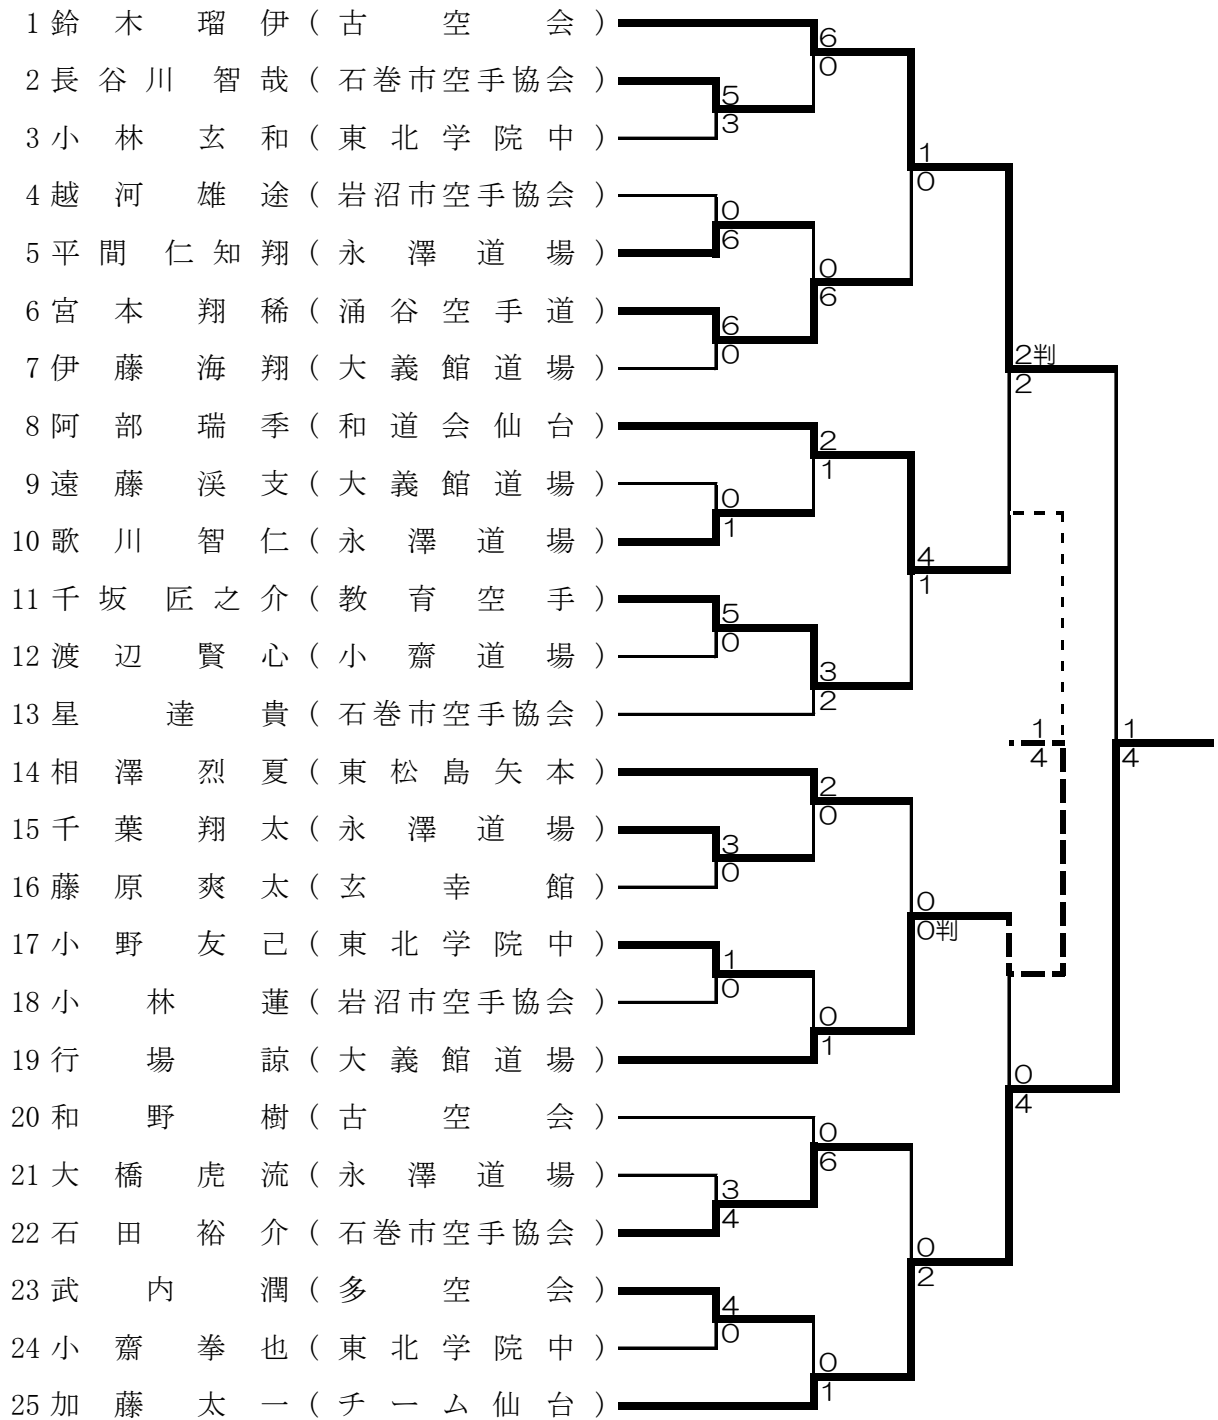 1 鈴木 瑠伊 ( 古空会 )
6
2 長谷川 智哉 ( 石巻市空手協会 )
0
5
3 小林 玄和 ( 東北学院中 )
3
1
4 越河 雄途 ( 岩沼市空手協会 )
0
0
5 平間 仁知翔 ( 永澤道場 )
6
0
6 宮本 翔稀 ( 涌谷空手道 )
6
6
7 伊藤 海翔 ( 大義館道場 )
0
2判
2
8 阿部 瑞季 ( 和道会仙台 )
2
9 遠藤 渓支 ( 大義館道場 )
1
0
10 歌川 智仁 ( 永澤道場 )
1
4
11 千坂 匠之介 ( 教育空手 )
1
5
12 渡辺 賢心 ( 小齋道場 )
0
3
13 星 達貴 ( 石巻市空手協会 )
2
1 1
14 相澤 烈夏 ( 東松島矢本 )
4 4
2
15 千葉 翔太 ( 永澤道場 )
0
3
16 藤原 爽太 ( 玄幸館 )
0
0
17 小野 友己 ( 東北学院中 )
0判
1
18 小林 蓮 ( 岩沼市空手協会 )
0
0
19 行場 諒 ( 大義館道場 )
1
0
20 和野 樹 ( 古空会 )
4
0
21 大橋 虎流 ( 永澤道場 )
6
3
22 石田 裕介 ( 石巻市空手協会 )
4
0
23 武内 潤 ( 多空会 )
2
4
24 小齋 拳也 ( 東北学院中 )
0
0
25 加藤 太一 ( チーム仙台 )
1